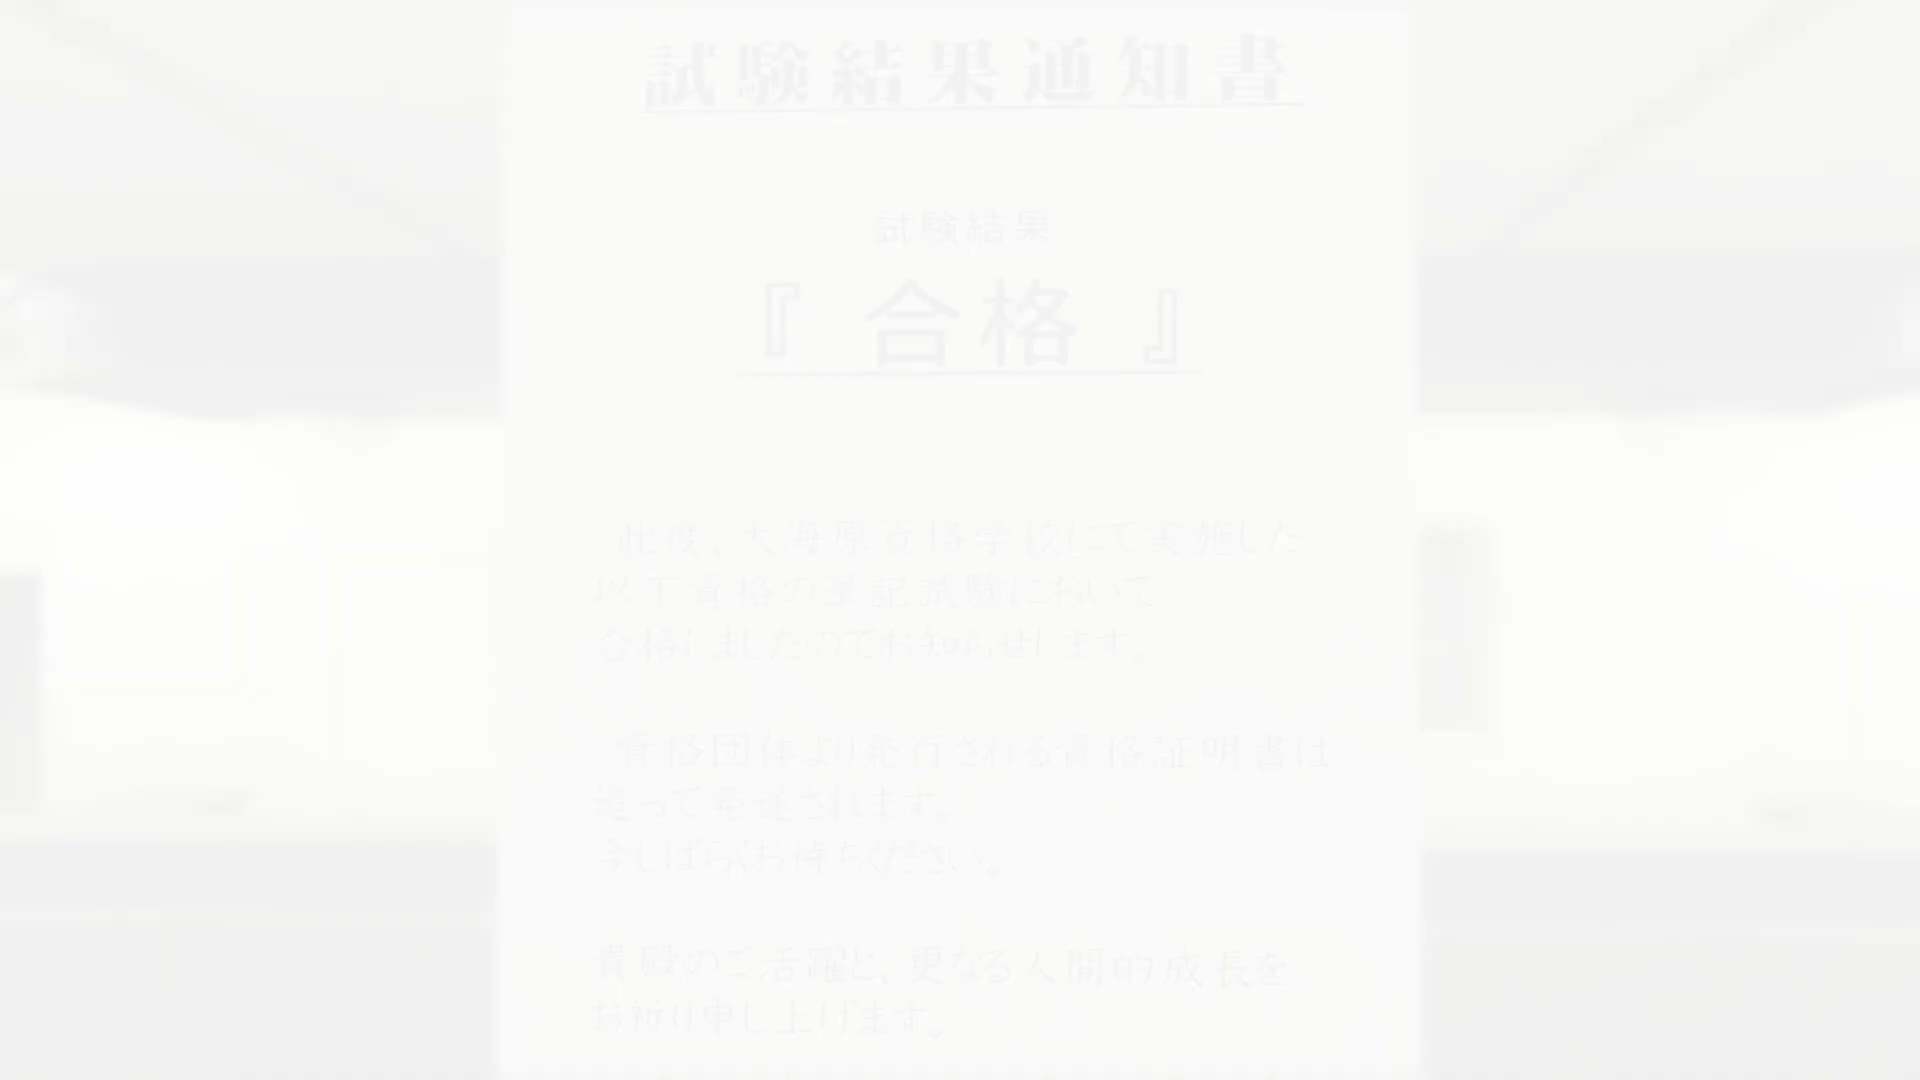 試験結果通知書
試験結果
『合格』
此度、大海原資格学校にて実施した
以下資格の筆記試験において
合格しましたのでお知らせします。
資格団体より発行される資格証明書は
追って発送されます。
今しばらくお待ちください。
貴殿のご活躍と、更なる人間的成長を
お祈り申し上げます。